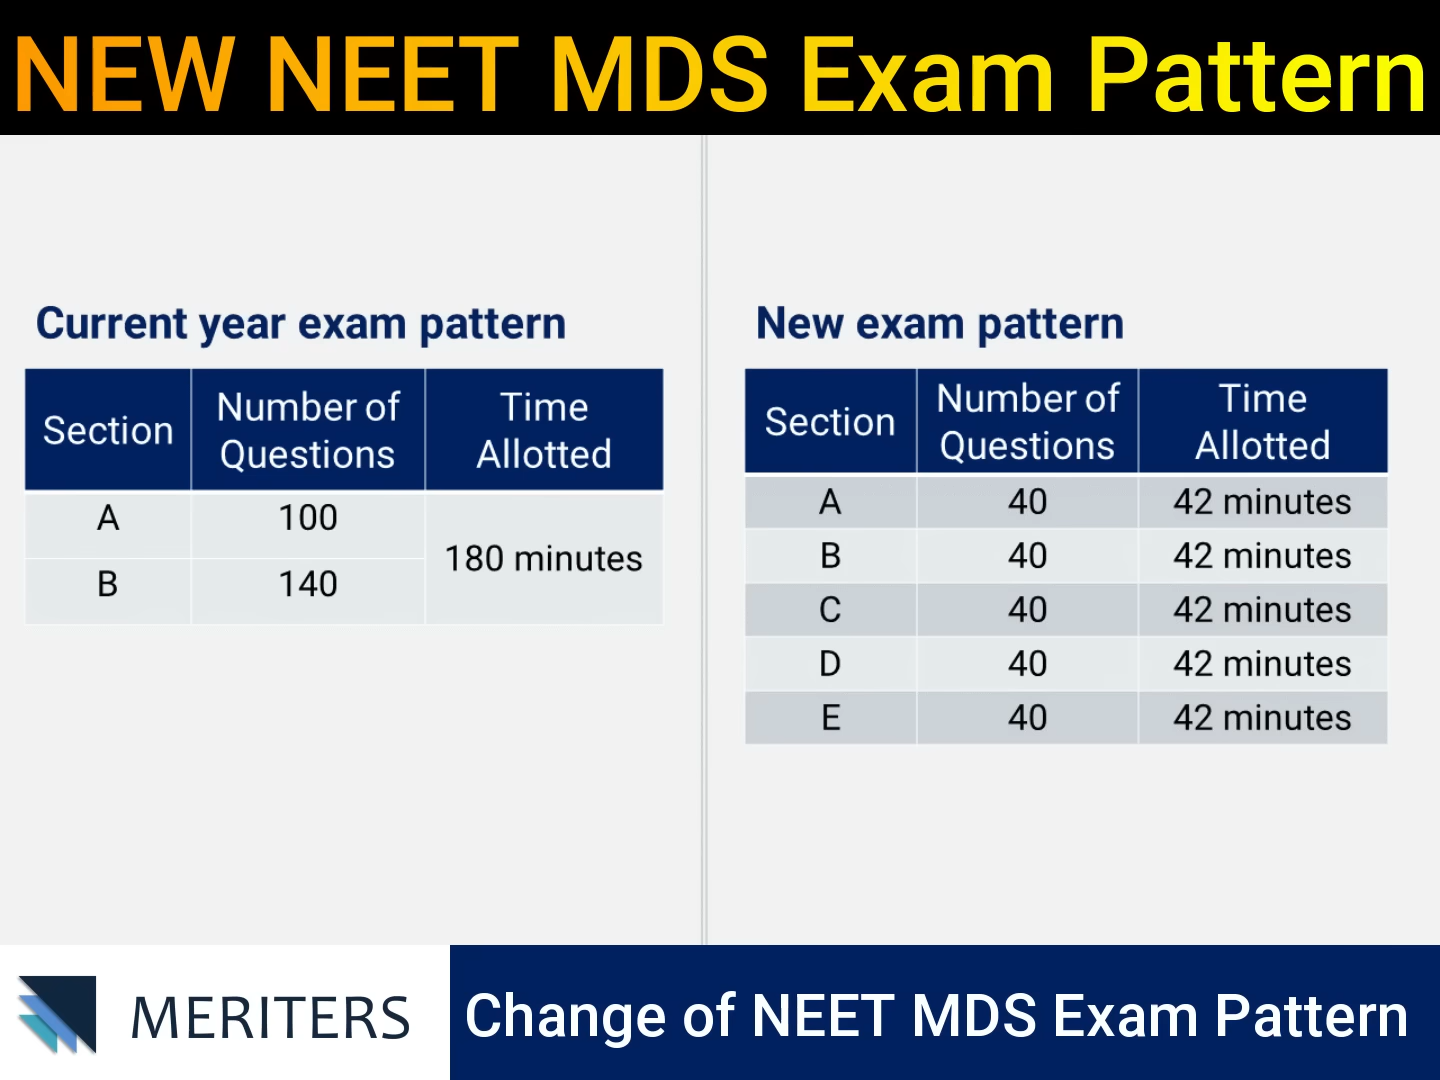 NEW NEET MDS Exam Pattern
Current year exam pattern
Section Number of Questions Time Allotted
A 100 180 minutes
B 140
New exam pattern
Section Number of Questions Time Allotted
A 40 42 minutes
B 40 42 minutes
C 40 42 minutes
D 40 42 minutes
E 40 42 minutes
MERITERS
Change of NEET MDS Exam Pattern